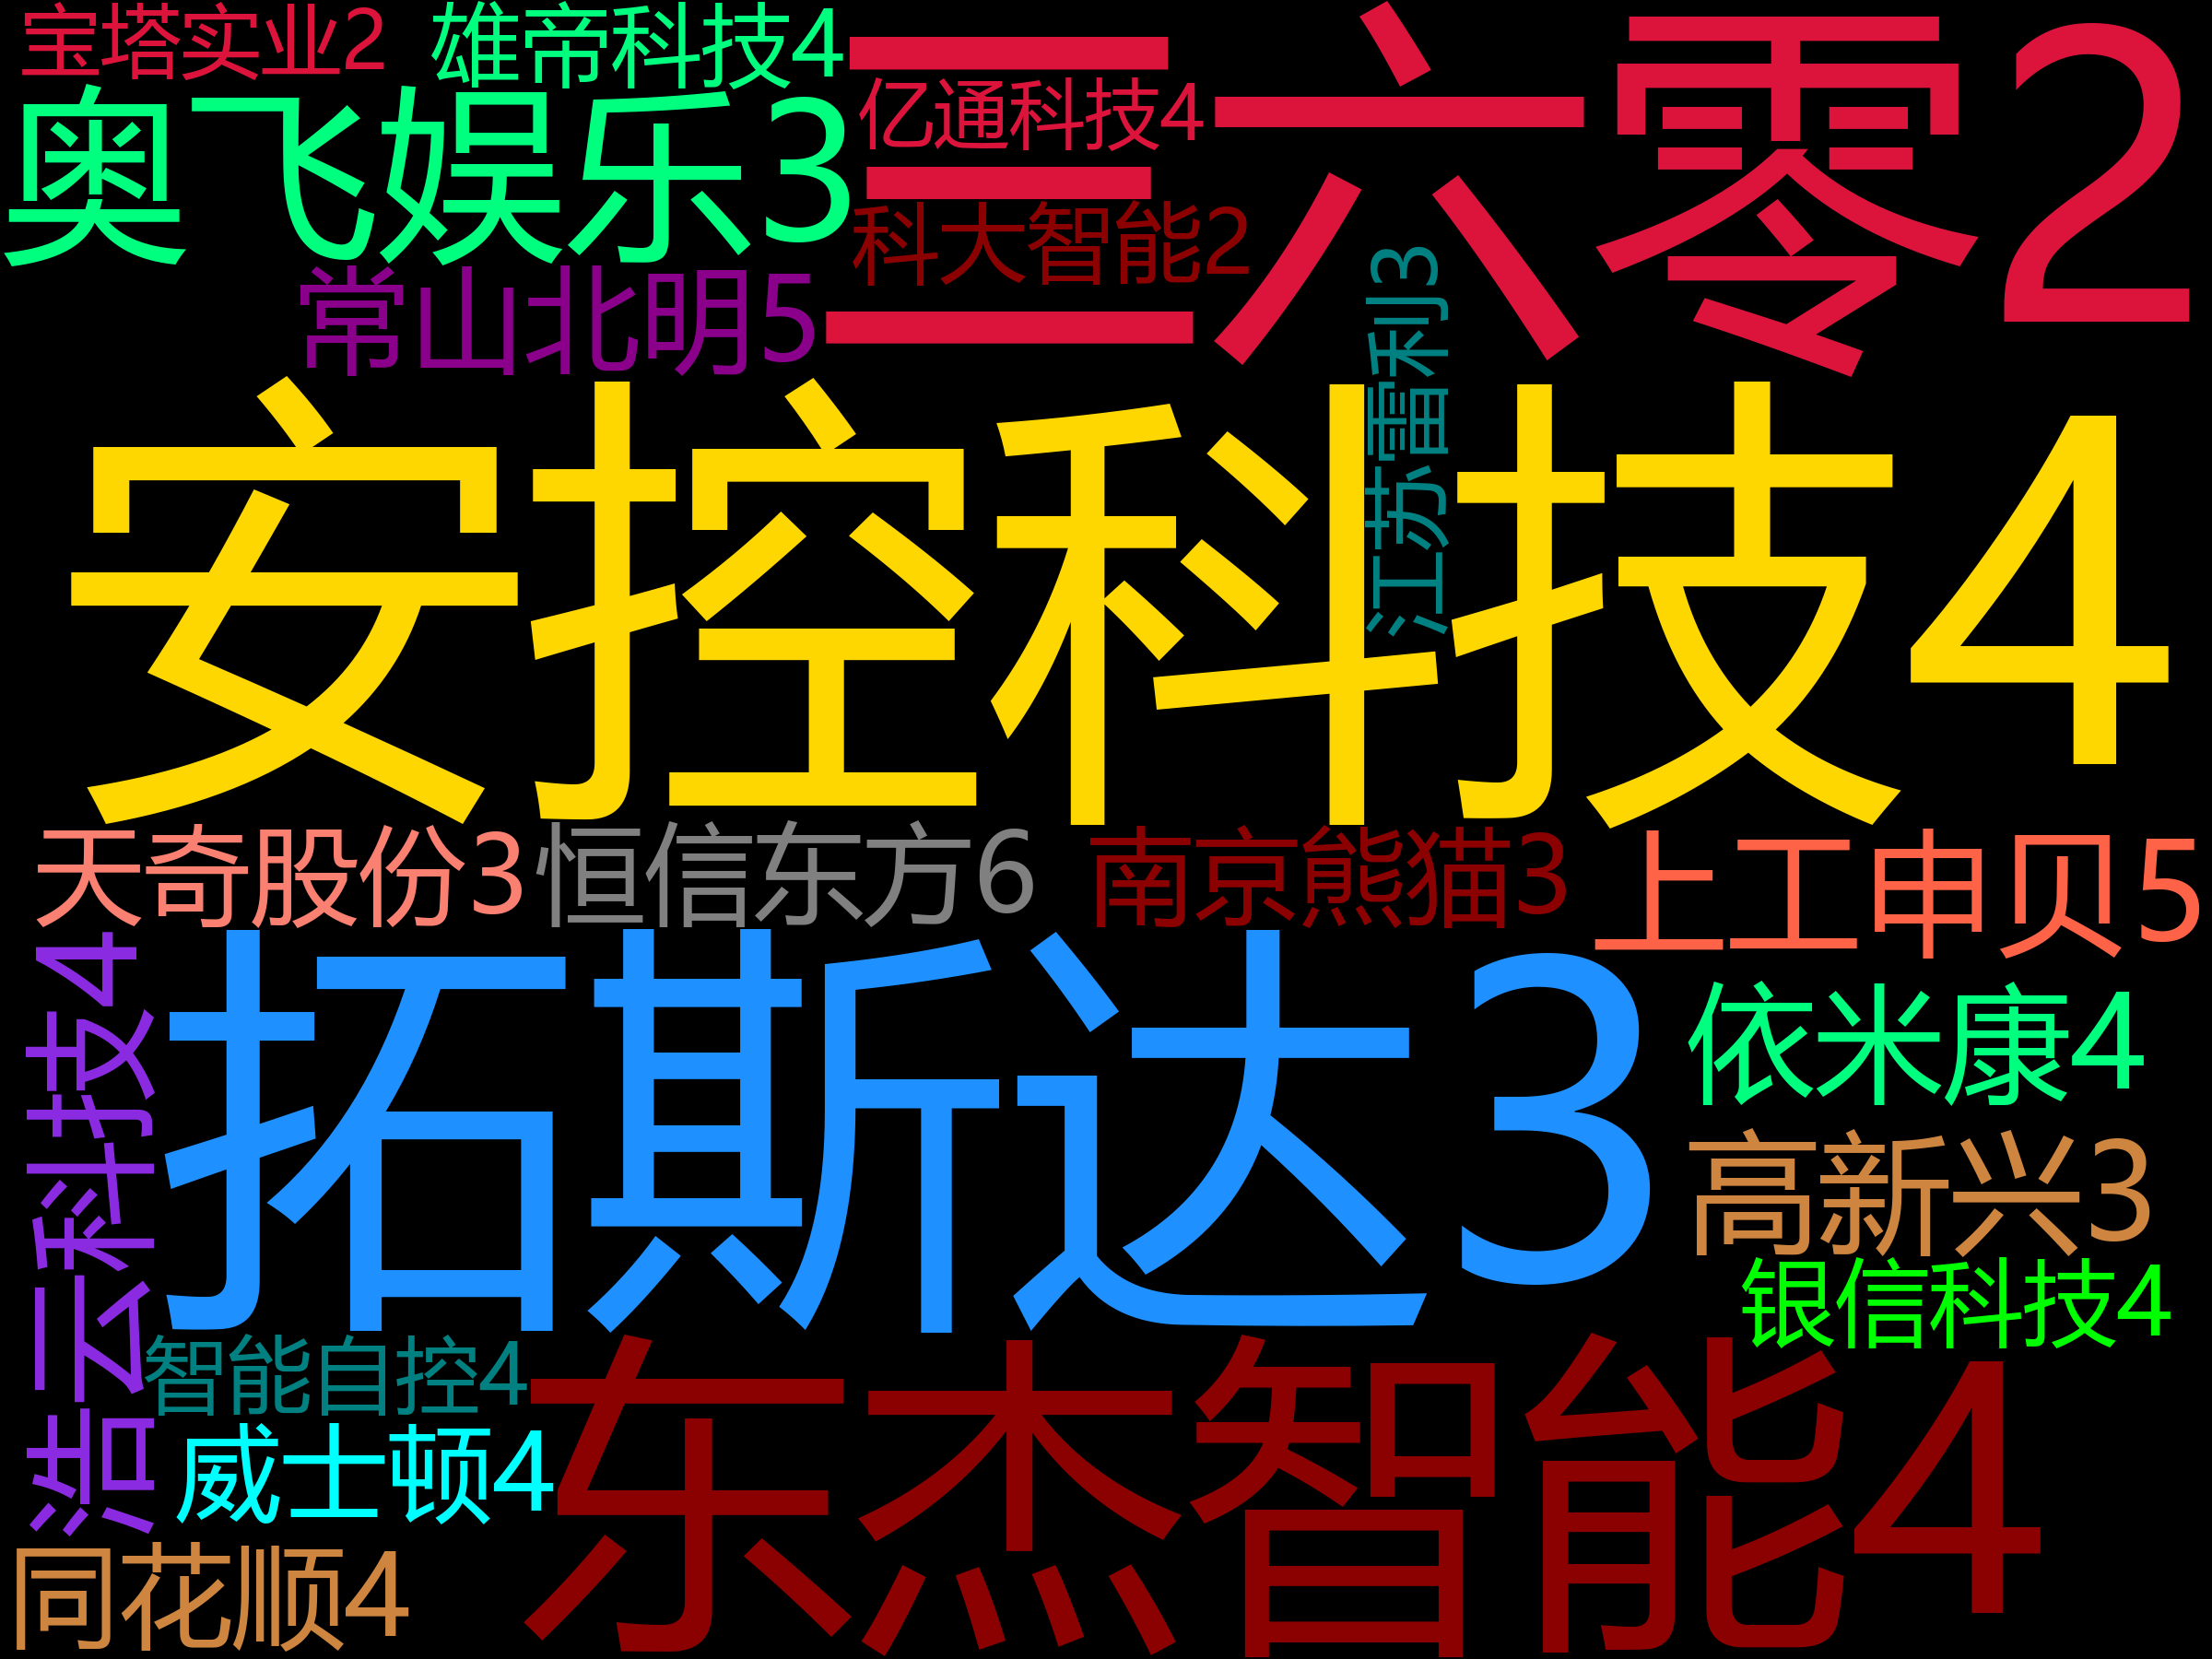 宝塔实业2
维帝科技4
三六零2
亿通科技4
奥飞娱乐3
科大智能2
常山北明5
江苏雷利3
安控科技4
天奇股份3
恒信东方6
南京熊猫3
上工申贝5
浩云科技4
拓斯达3
依米康4
高新兴3
银信科技4
智能自控4
东杰智能4
威士顿4
同花顺4